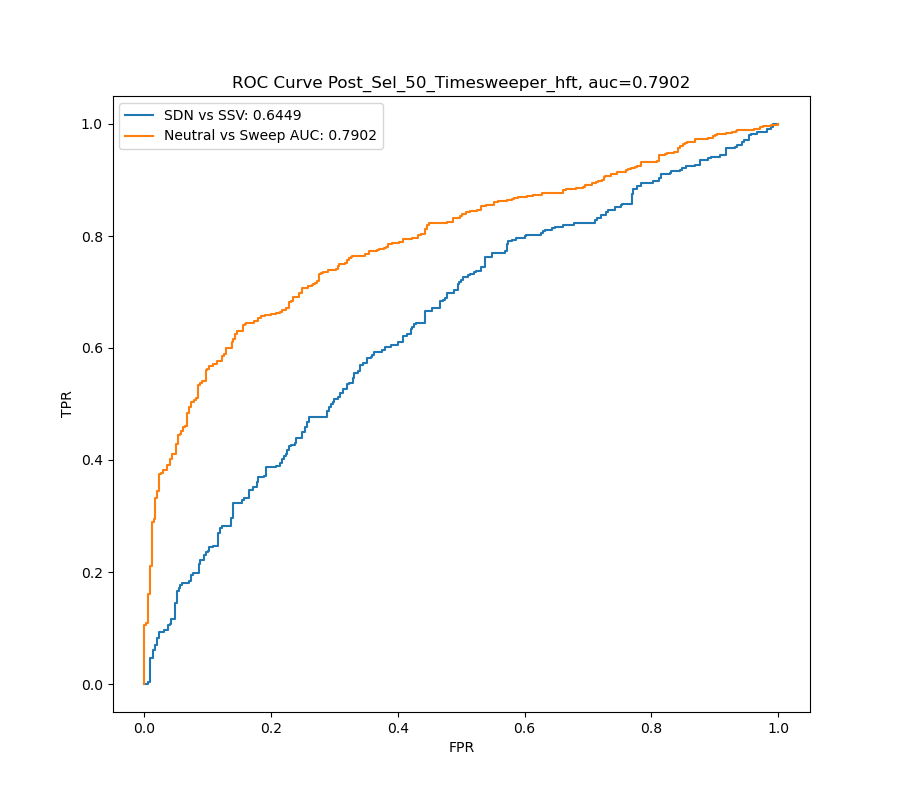 ROC Curve Post_Sel_50_Timesweeper_hft, auc=0.7902
SDN vs SSV: 0.6449
Neutral vs Sweep AUC: 0.7902
1.0
0.8
0.6
0.4
0.2
0.0
TPR
0.0 0.2 0.4 0.6 0.8 1.0
FPR